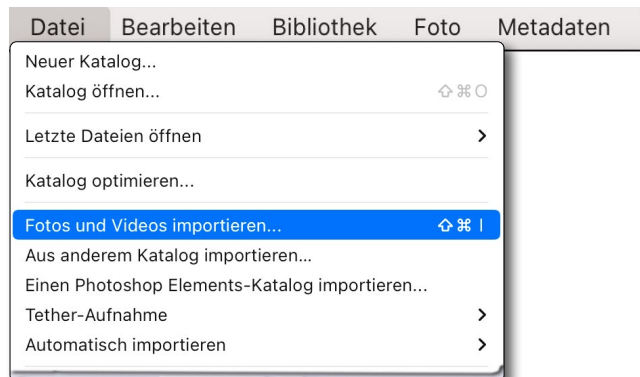 Datei Bearbeiten Bibliothek Foto Metadaten
Neuer Katalog...
Katalog öffnen... ⇧⌘O
Letzte Dateien öffnen
Katalog optimieren...
Fotos und Videos importieren... ⇧⌘I
Aus anderem Katalog importieren...
Einen Photoshop Elements-Katalog importieren...
Tether-Aufnahme
Automatisch importieren